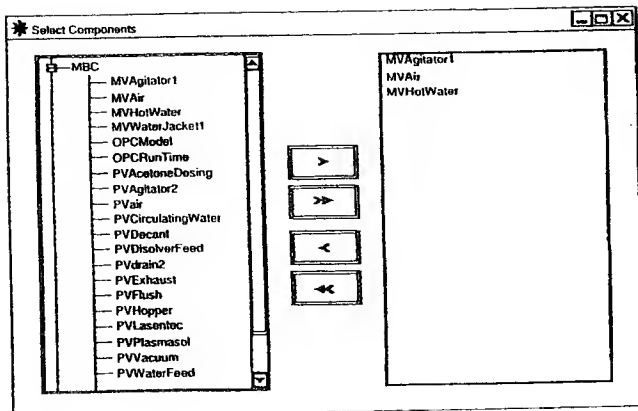 Select Components
MBC
MVAgitator1
MVAir
MVHotWater
MVWaterJacket1
OPCModel
OPCRunTime
PVAcetoneDosing
PVAgitator2
PVair
PVCirculatingWater
PVDecant
PVDisolverFeed
PVdrain2
PVExhaust
PVFlush
PVHopper
PVLasentec
PVPlasmasol
PVVacuum
PVWaterFeed
>
>>
<
<<
MVAgitator1
MVAir
MVHotWater